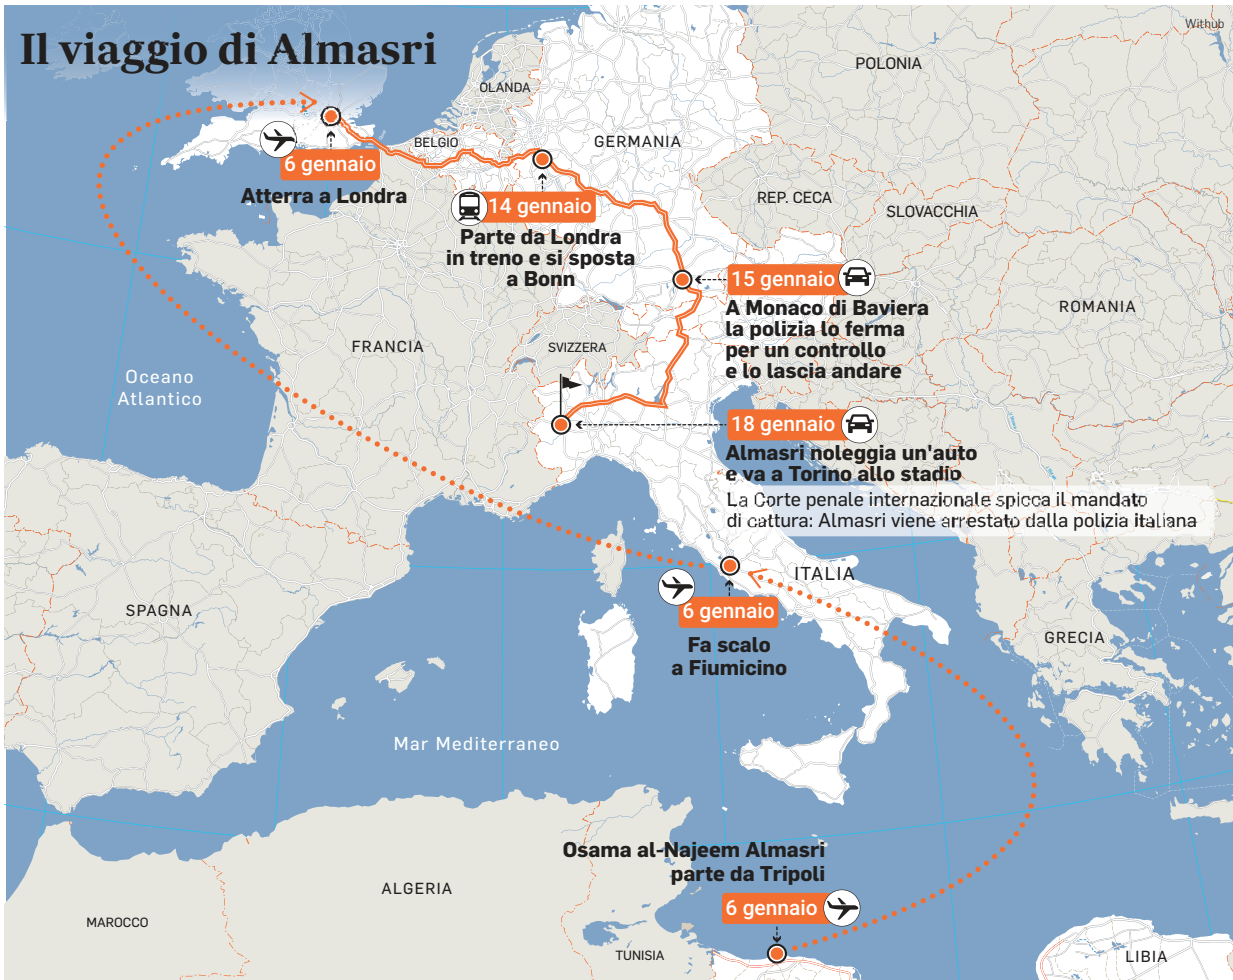 Withub
Il viaggio di Almasri
POLONIA
OLANDA
BELGIO
GERMANIA
6 gennaio
Atterra a Londra
REP. CECA
SLOVACCHIA
14 gennaio
Parte da Londra
in treno e si sposta
a Bonn
15 gennaio
A Monaco di Baviera
la polizia lo ferma
per un controllo
e lo lascia andare
ROMANIA
FRANCIA
SVIZZERA
Oceano
Atlantico
18 gennaio
Almasri noleggia un'auto
e va a Torino allo stadio
La Corte penale internazionale spicca il mandato
di cattura: Almasri viene arrestato dalla polizia italiana
ITALIA
6 gennaio
Fa scalo
a Fiumicino
SPAGNA
GRECIA
Mar Mediterraneo
Osama al-Najeem Almasri
parte da Tripoli
6 gennaio
ALGERIA
MAROCCO
TUNISIA
LIBIA